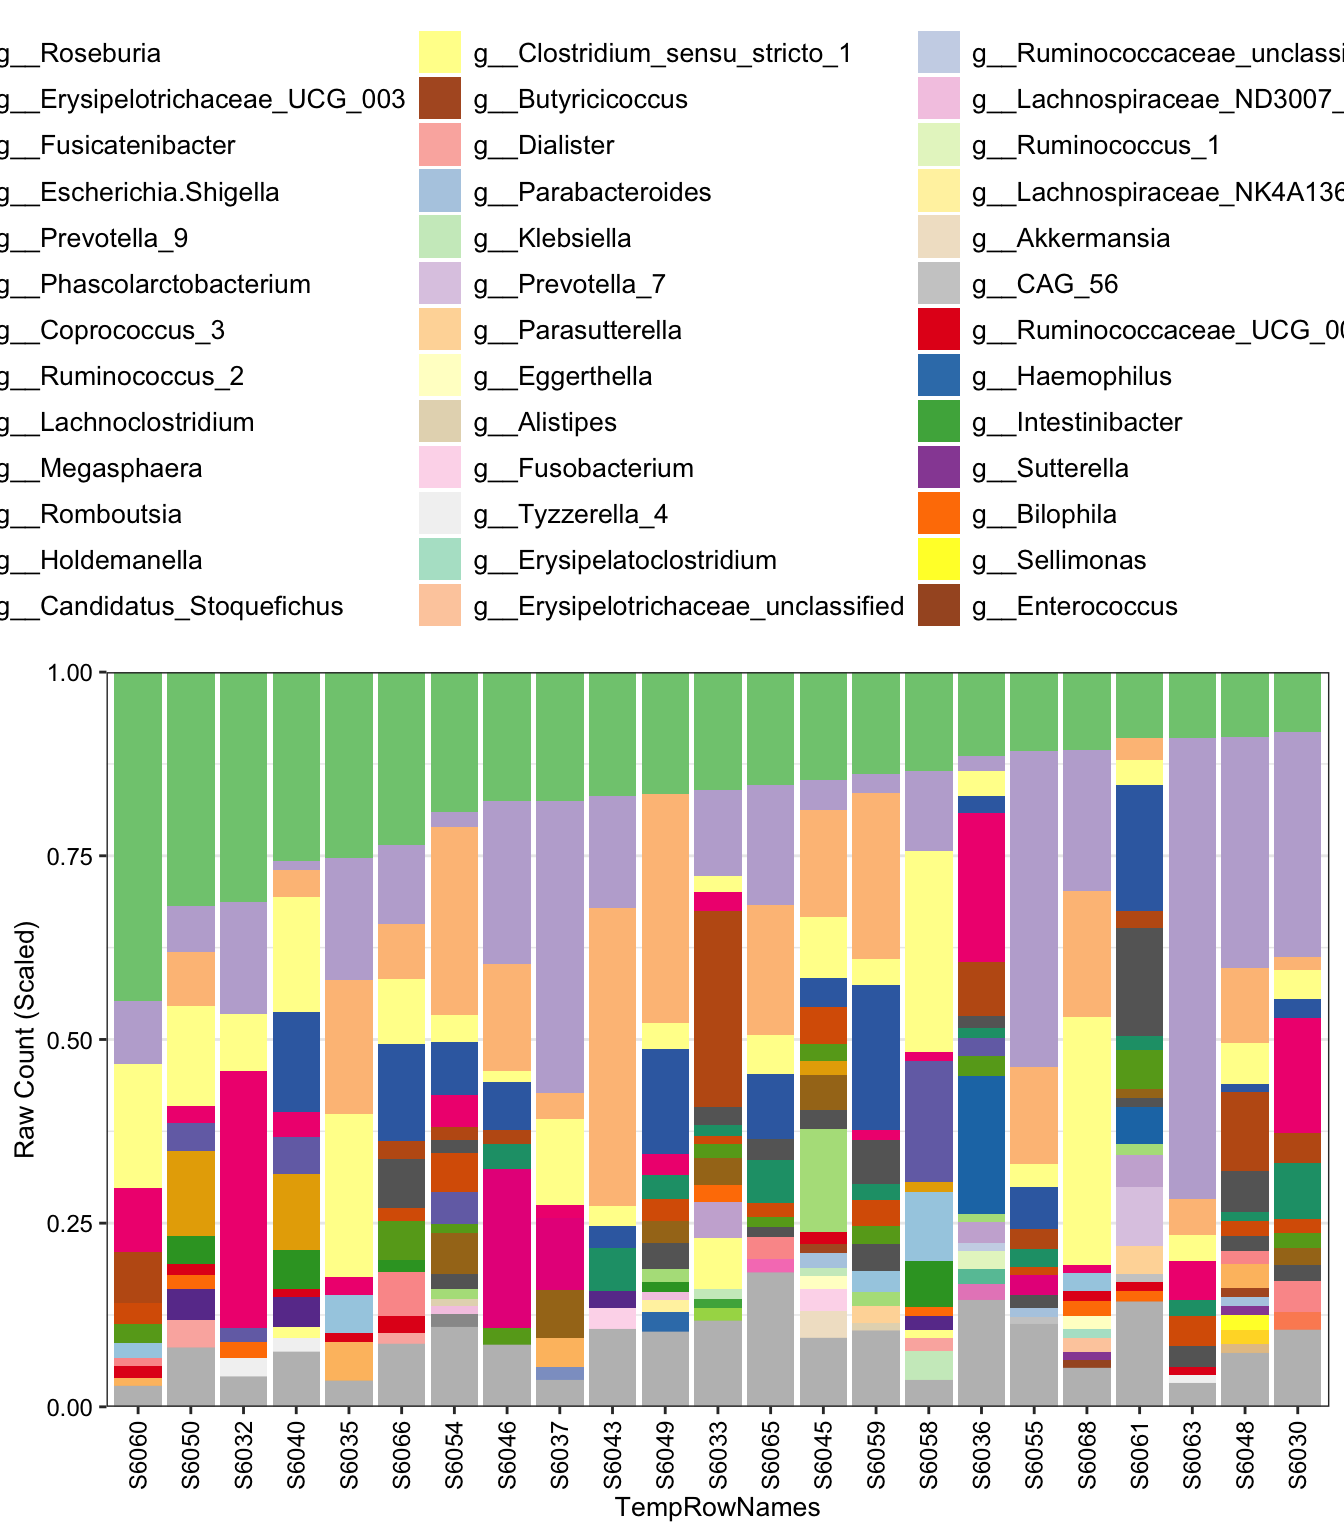 g__Roseburia g__Clostridium_sensu_stricto_1 g__Ruminococcaceae_unclassi
g__Erysipelotrichaceae_UCG_003 g__Butyricicoccus g__Lachnospiraceae_ND3007_
g__Fusicatenibacter g__Dialister g__Ruminococcus_1
g__Escherichia.Shigella g__Parabacteroides g__Lachnospiraceae_NK4A136
g__Prevotella_9 g__Klebsiella g__Akkermansia
g__Phascolarctobacterium g__Prevotella_7 g__CAG_56
g__Coprococcus_3 g__Parasutterella g__Ruminococcaceae_UCG_00
g__Ruminococcus_2 g__Eggerthella g__Haemophilus
g__Lachnoclostridium g__Alistipes g__Intestinibacter
g__Megasphaera g__Fusobacterium g__Sutterella
g__Romboutsia g__Tyzzerella_4 g__Bilophila
g__Holdemanella g__Erysipelatoclostridium g__Sellimonas
g__Candidatus_Stoquefichus g__Erysipelotrichaceae_unclassified g__Enterococcus
1.00
0.75
0.50
0.25
0.00
Raw Count (Scaled)
S6060 S6050 S6032 S6040 S6035 S6066 S6054 S6046 S6037 S6043 S6049 S6033 S6065 S6045 S6059 S6058 S6036 S6055 S6068 S6061 S6063 S6048 S6030
TempRowNames